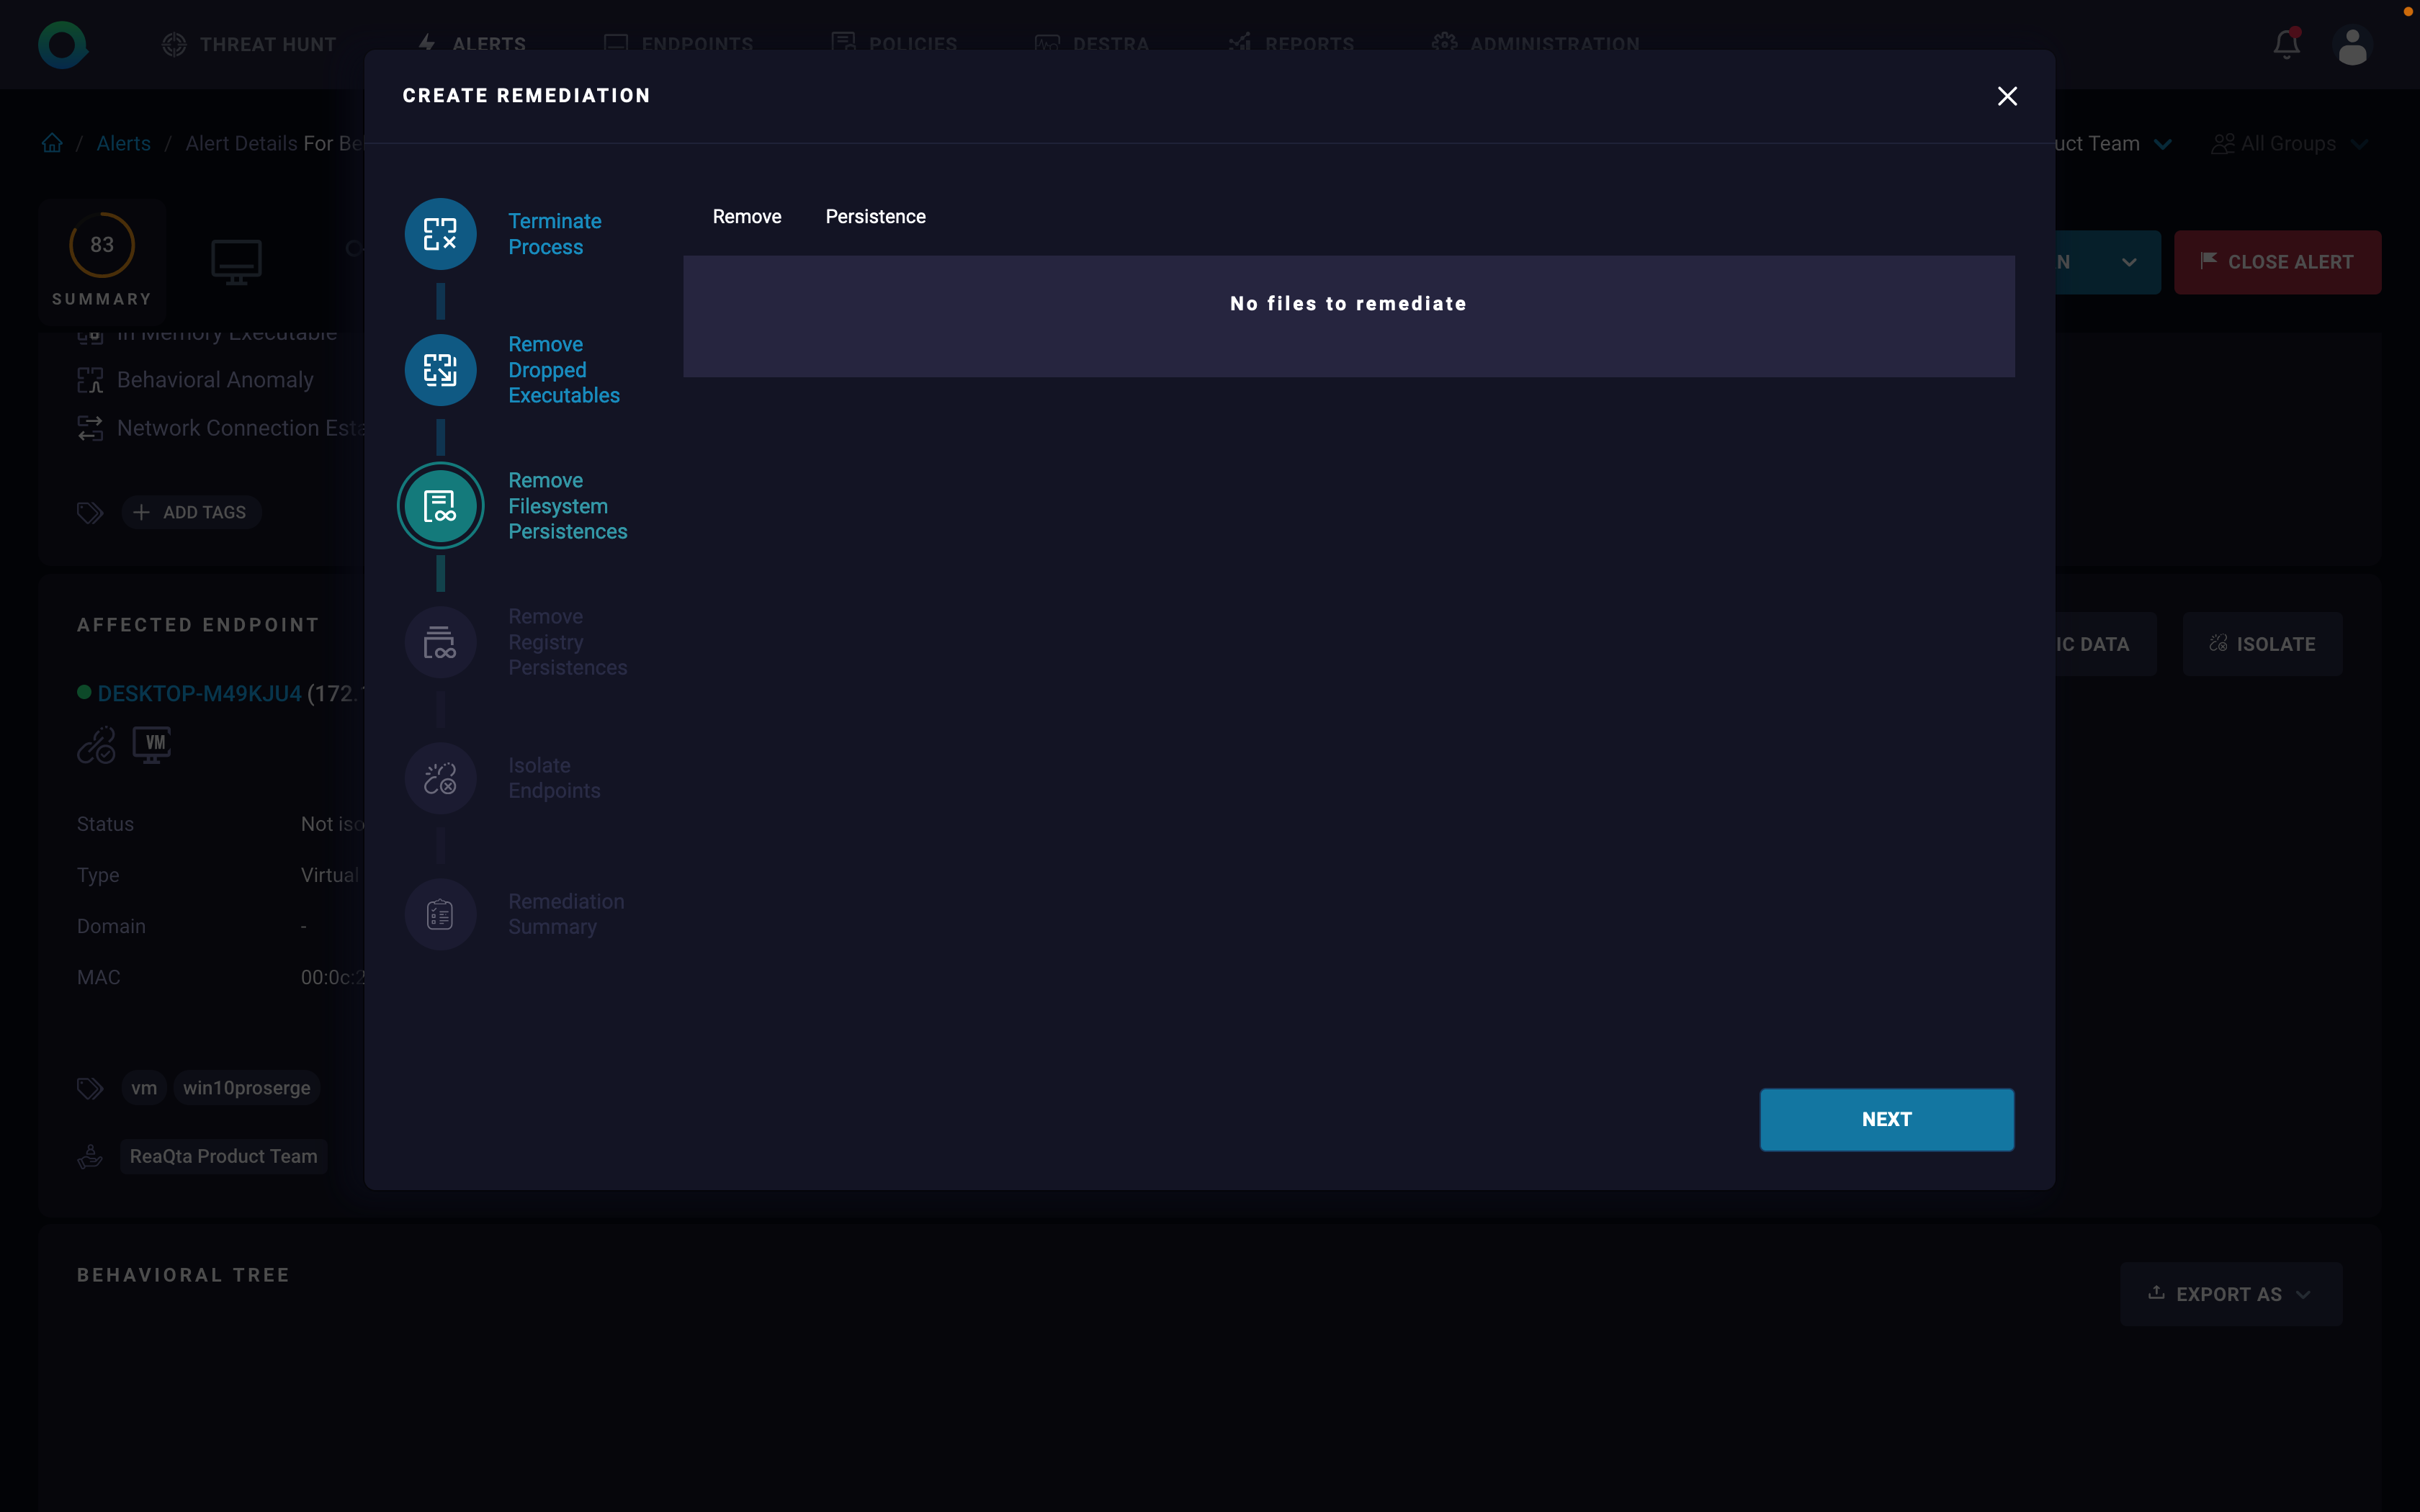 THREAT HUNT
ALERTS
ENDPOINTS
POLICIES
DESTRA
REPORTS
ADMINISTRATION
CREATE REMEDIATION
/ Alerts / Alert Details For Be
uct Team
All Groups
83
SUMMARY
N
CLOSE ALERT
Terminate
Process
Remove
Dropped
Executables
Remove
Filesystem
Persistences
Remove
Registry
Persistences
Isolate
Endpoints
Remediation
Summary
Remove Persistence
No files to remediate
NEXT
In Memory Executable
Behavioral Anomaly
Network Connection Esta
+ ADD TAGS
AFFECTED ENDPOINT
IC DATA
ISOLATE
DESKTOP-M49KJU4 (172.1
VM
Status Not iso
Type Virtual
Domain -
MAC 00:0c:2
vm win10proserge
ReaQta Product Team
BEHAVIORAL TREE
EXPORT AS